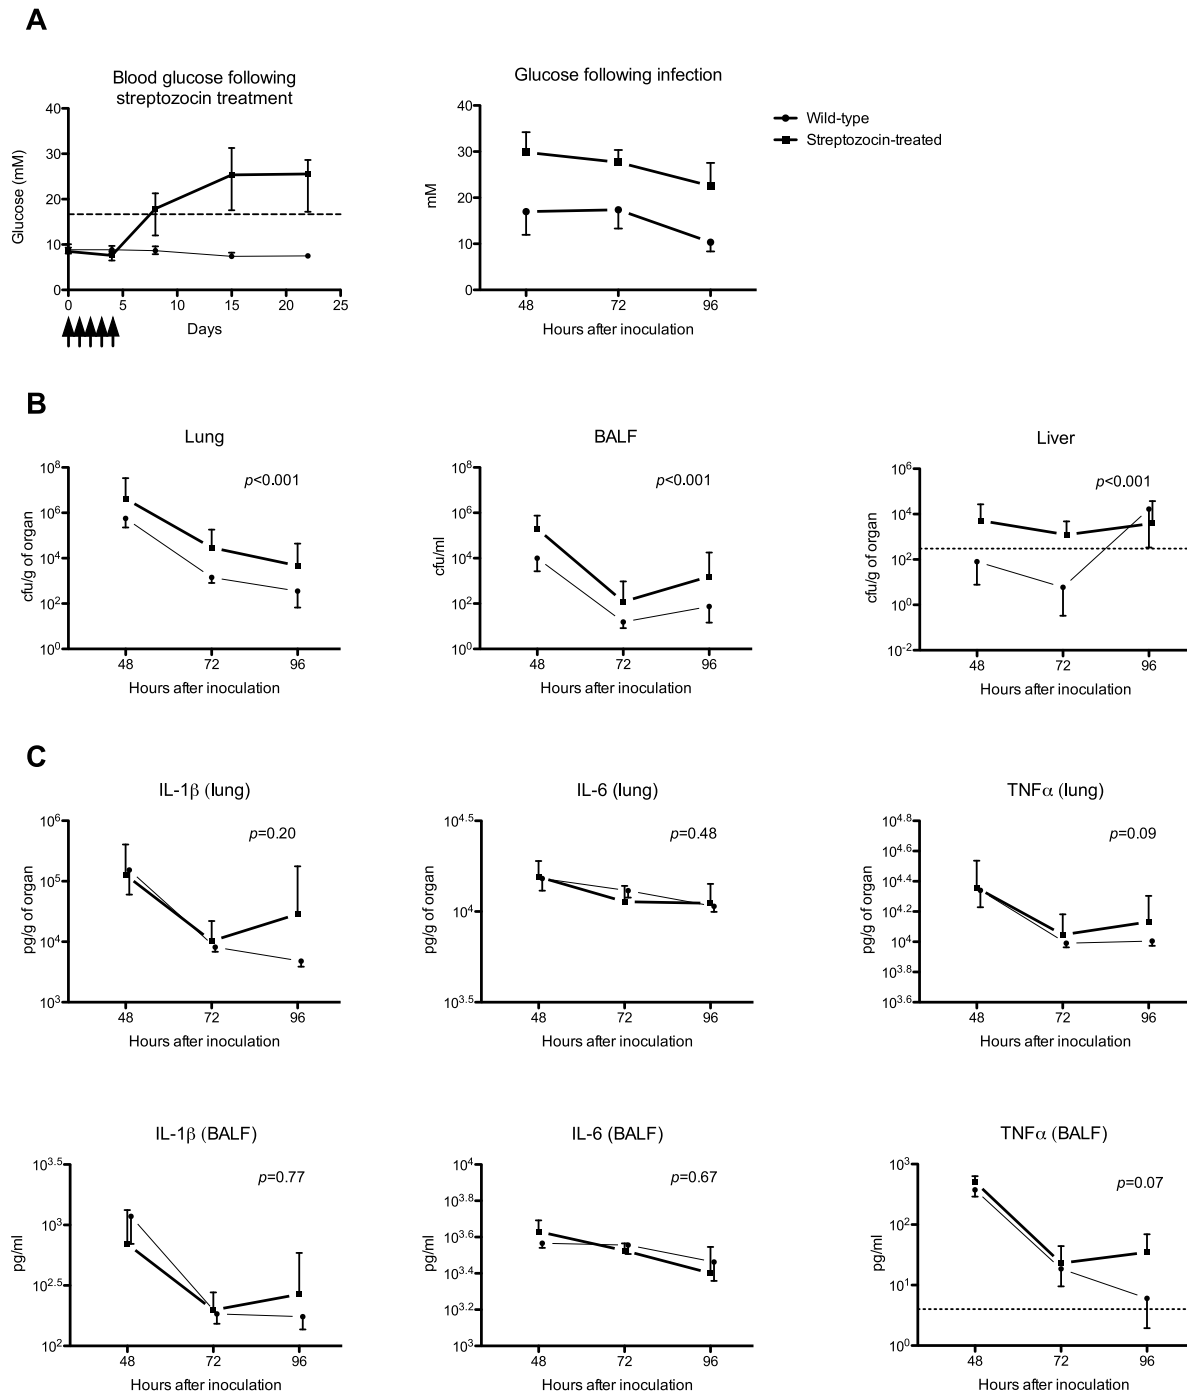 A
Blood glucose following
streptozocin treatment
Glucose (mM)
40
30
20
10
0
0 5 10 15 20 25
Days
Glucose following infection
mM
40
30
20
10
0
48 72 96
Hours after inoculation
Wild-type
Streptozocin-treated
B
Lung
p<0.001
cfu/g of organ
10^8
10^6
10^4
10^2
10^0
48 72 96
Hours after inoculation
BALF
p<0.001
cfu/ml
10^8
10^6
10^4
10^2
10^0
48 72 96
Hours after inoculation
Liver
p<0.001
cfu/g of organ
10^6
10^4
10^2
10^0
10^-2
48 72 96
Hours after inoculation
C
IL-1β (lung)
p=0.20
pg/g of organ
10^6
10^5
10^4
10^3
48 72 96
Hours after inoculation
IL-6 (lung)
p=0.48
pg/g of organ
10^4.5
10^4
10^3.5
48 72 96
Hours after inoculation
TNFα (lung)
p=0.09
pg/g of organ
10^4.8
10^4.6
10^4.4
10^4.2
10^4
10^3.8
10^3.6
48 72 96
Hours after inoculation
IL-1β (BALF)
p=0.77
pg/ml
10^3.5
10^3
10^2.5
10^2
48 72 96
Hours after inoculation
IL-6 (BALF)
p=0.67
pg/ml
10^4
10^3.8
10^3.6
10^3.4
10^3.2
10^3
48 72 96
Hours after inoculation
TNFα (BALF)
p=0.07
pg/ml
10^3
10^2
10^1
10^0
48 72 96
Hours after inoculation